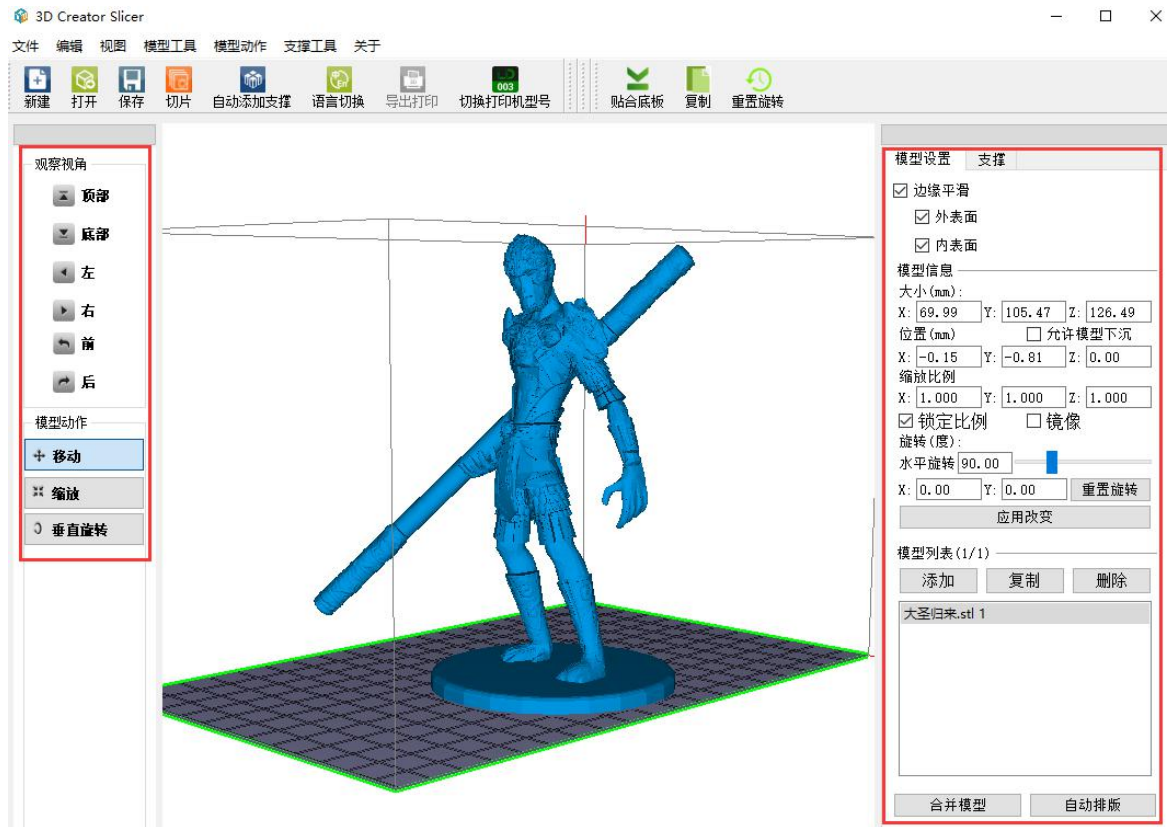 3D Creator Slicer
文件 编辑 视图 模型工具 模型动作 支撑工具 关于
003
新建 打开 保存 切片 自动添加支撑 语言切换 导出打印 切换打印机型号 贴合底板 复制 重置旋转
观察视角
顶部
底部
左
右
前
后
模型动作
移动
缩放
垂直旋转
模型设置 支撑
边缘平滑
外表面
内表面
模型信息
大小(mm):
X: 69.99 Y: 105.47 Z: 126.49
位置(mm) 允许模型下沉
X: -0.15 Y: -0.81 Z: 0.00
缩放比例
X: 1.000 Y: 1.000 Z: 1.000
锁定比例 镜像
旋转(度):
水平旋转 90.00
X: 0.00 Y: 0.00 重置旋转
应用改变
模型列表(1/1)
添加 复制 删除
大圣归来.stl 1
合并模型 自动排版